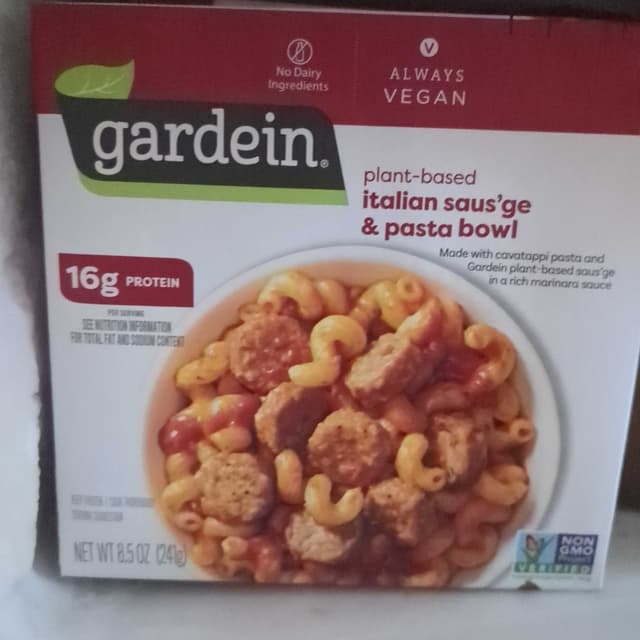 No Dairy
Ingredients
V
ALWAYS
VEGAN
gardein®
plant-based
italian saus'ge
& pasta bowl
Made with cavatappi pasta and
Gardein plant-based saus'ge
in a rich marinara sauce
16g PROTEIN
PER SERVING
SEE NUTRITION INFORMATION
FOR TOTAL FAT AND SODIUM CONTENT
NET WT 8.5 OZ (241g)
NON
GMO
Project
VERIFIED